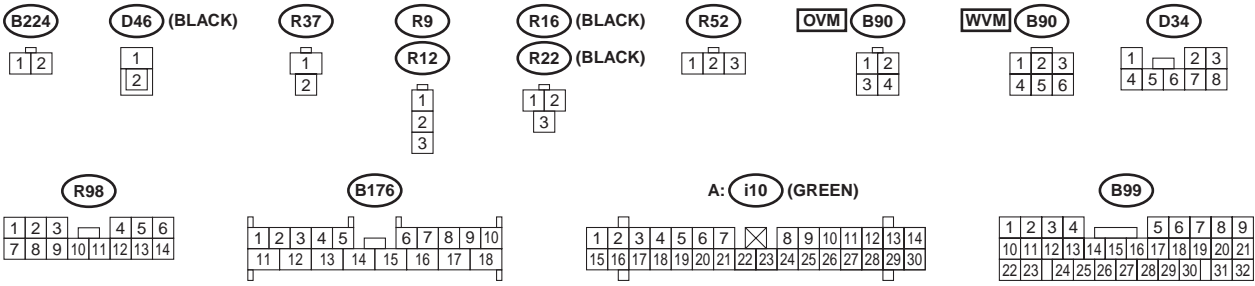 B224 D46 (BLACK) R37 R9 R16 (BLACK) R52 OVM B90 WVM B90 D34
R12 R22 (BLACK)
1 2
1
2
1
2
1
2
3
1 2
3
1 2 3
1 2
3 4
1 2 3
4 5 6
1 2 3
4 5 6 7 8
R98 B176 A: i10 (GREEN) B99
1 2 3 4 5 6
7 8 9 10 11 12 13 14
1 2 3 4 5 6 7 8 9 10
11 12 13 14 15 16 17 18
1 2 3 4 5 6 7 8 9 10 11 12 13 14
15 16 17 18 19 20 21 22 23 24 25 26 27 28 29 30
1 2 3 4 5 6 7 8 9
10 11 12 13 14 15 16 17 18 19 20 21
22 23 24 25 26 27 28 29 30 31 32